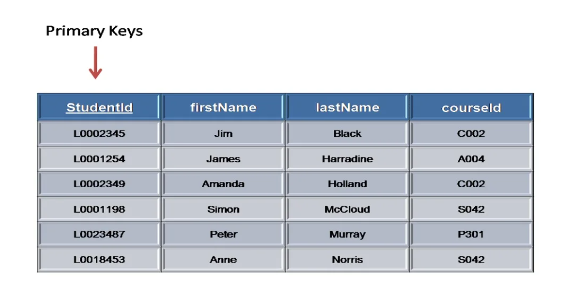 Primary Keys
StudentId firstName lastName courseId
L0002345 Jim Black C002
L0001254 James Harradine A004
L0002349 Amanda Holland C002
L0001198 Simon McCloud S042
L0023487 Peter Murray P301
L0018453 Anne Norris S042